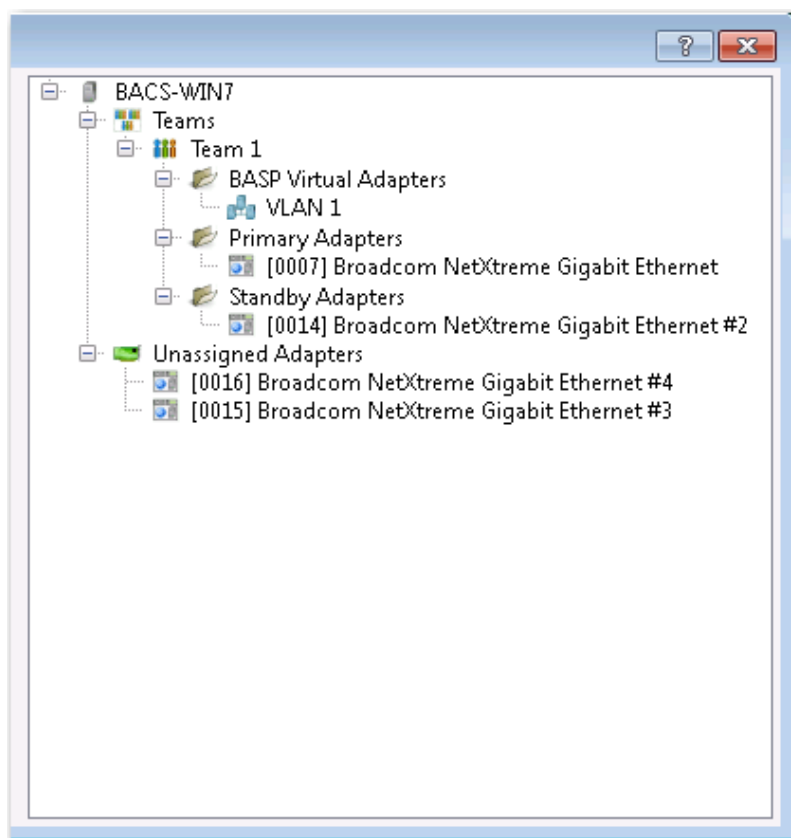 ?
BACS-WIN7
Teams
Team 1
BASP Virtual Adapters
VLAN 1
Primary Adapters
[0007] Broadcom NetXtreme Gigabit Ethernet
Standby Adapters
[0014] Broadcom NetXtreme Gigabit Ethernet #2
Unassigned Adapters
[0016] Broadcom NetXtreme Gigabit Ethernet #4
[0015] Broadcom NetXtreme Gigabit Ethernet #3